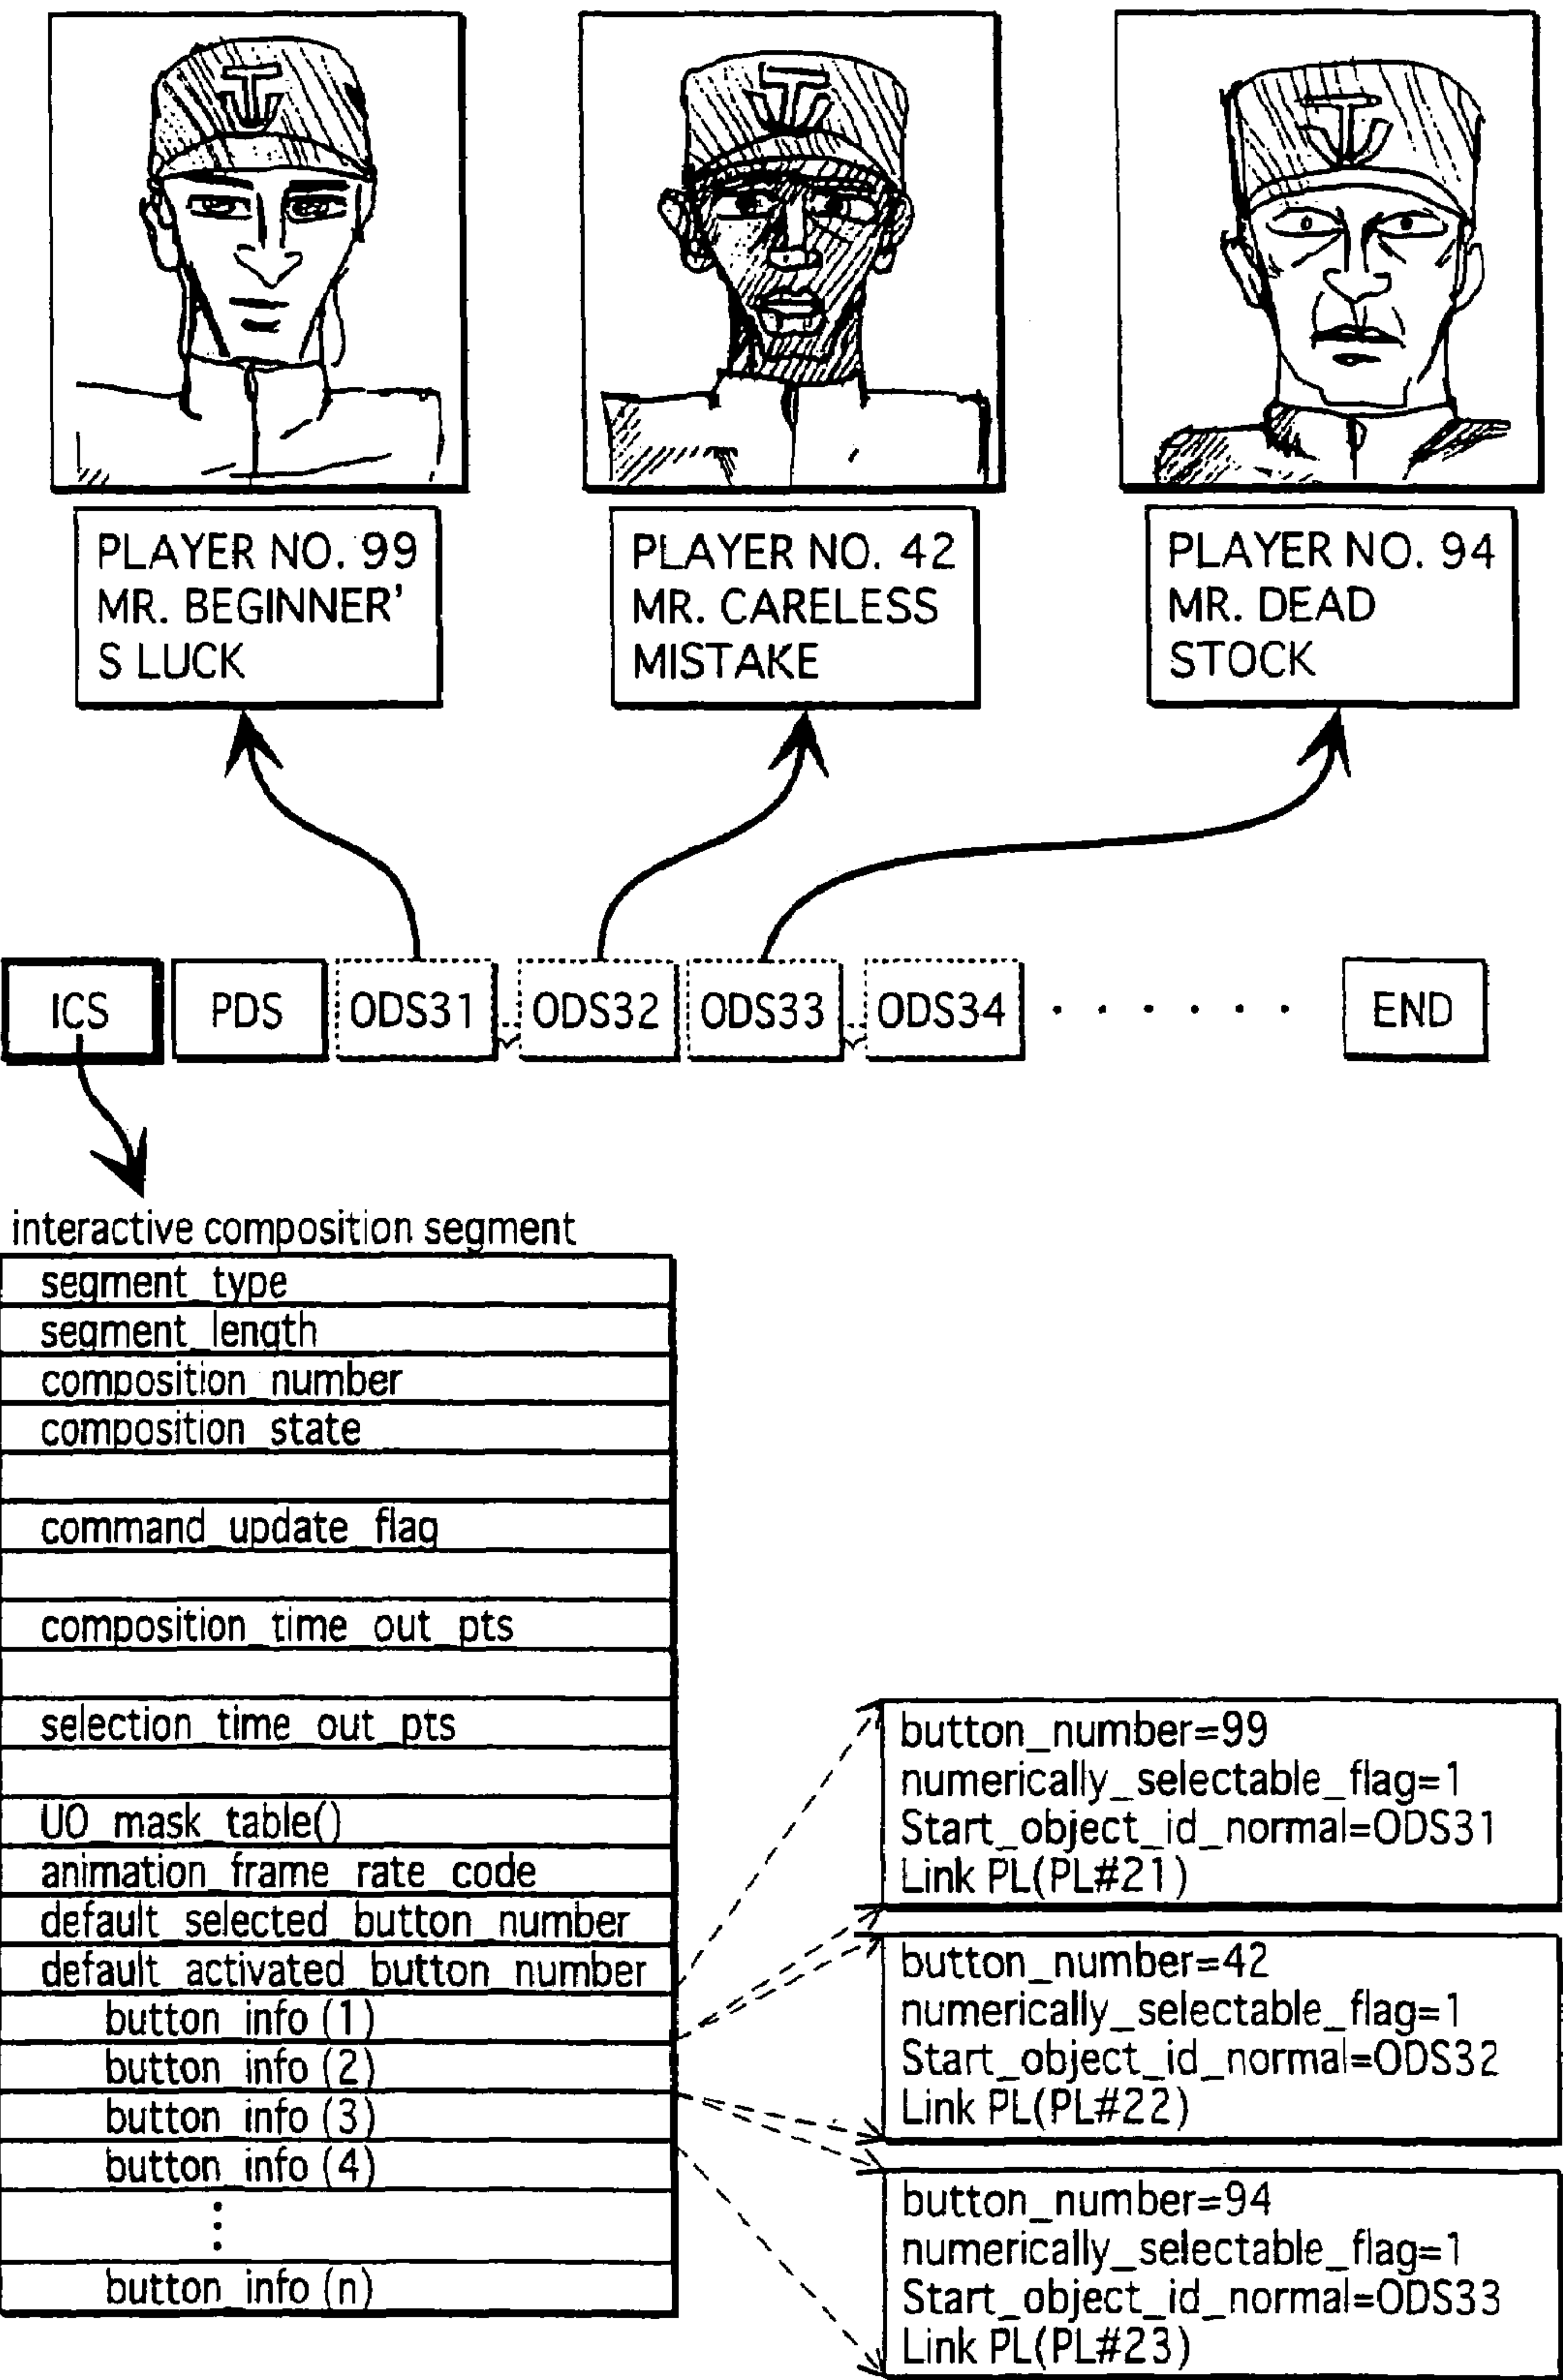 PLAYER NO. 99
MR. BEGINNER'
S LUCK
PLAYER NO. 42
MR. CARELESS
MISTAKE
PLAYER NO. 94
MR. DEAD
STOCK
ICS PDS ODS31 ODS32 ODS33 ODS34 · · · · · · END
interactive composition segment
segment_type
segment_length
composition_number
composition_state
command_update_flag
composition_time_out_pts
selection_time_out_pts
UO_mask_table()
animation_frame_rate_code
default_selected_button_number
default_activated_button_number
button_info (1)
button_info (2)
button_info (3)
button_info (4)
button_info (n)
button_number=99
numerically_selectable_flag=1
Start_object_id_normal=ODS31
Link PL(PL#21)
button_number=42
numerically_selectable_flag=1
Start_object_id_normal=ODS32
Link PL(PL#22)
button_number=94
numerically_selectable_flag=1
Start_object_id_normal=ODS33
Link PL(PL#23)